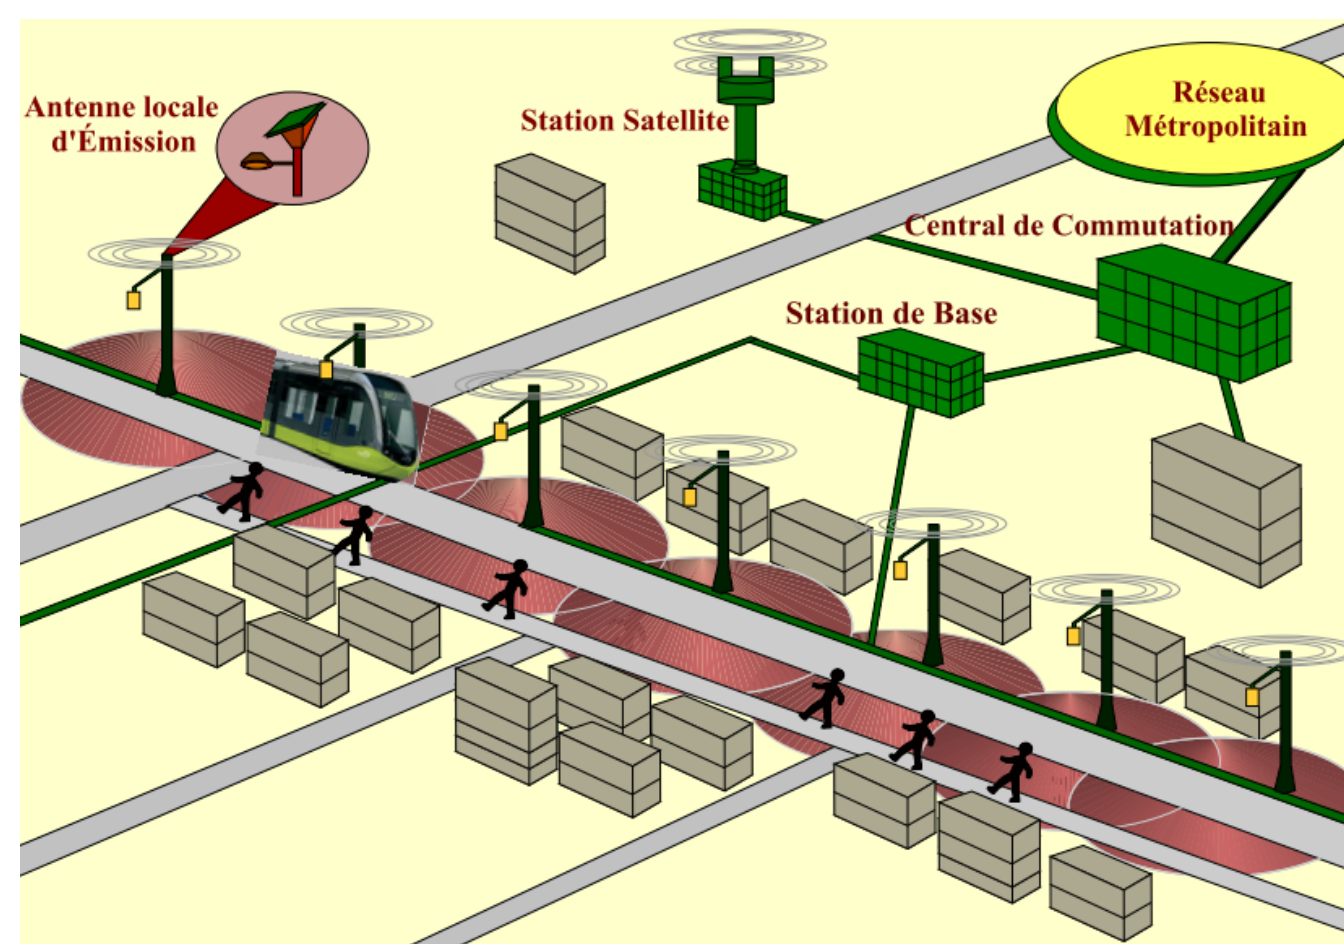 Antenne locale
d'Émission
Station Satellite
Réseau
Métropolitain
Central de Commutation
Station de Base